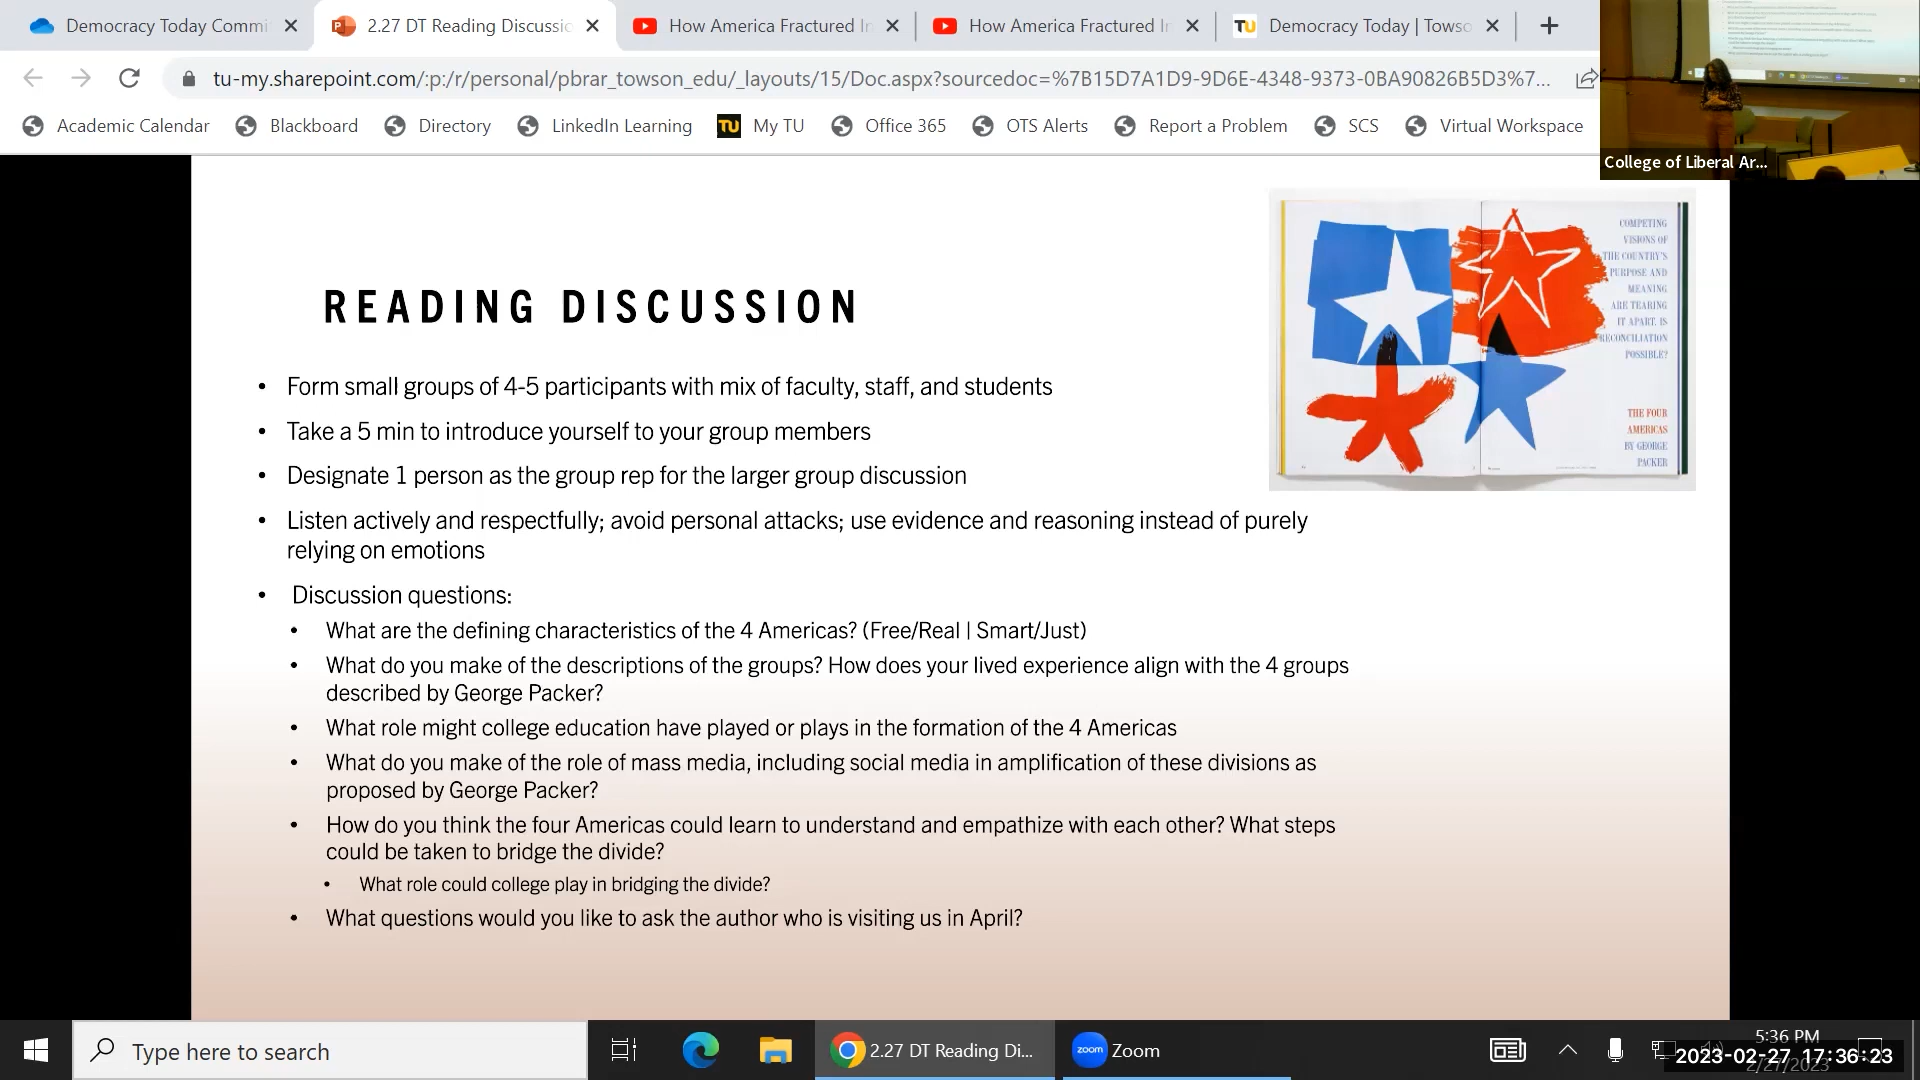 Democracy Today Commi
2.27 DT Reading Discussio
How America Fractured In
How America Fractured In
Democracy Today | Towso
tu-my.sharepoint.com/:p:/r/personal/pbrar_towson_edu/_layouts/15/Doc.aspx?sourcedoc=%7B15D7A1D9-9D6E-4348-9373-0BA90826B5D3%7...
Academic Calendar
Blackboard
Directory
LinkedIn Learning
TU My TU
Office 365
OTS Alerts
Report a Problem
SCS
Virtual Workspace
College of Liberal Ar...
READING DISCUSSION
COMPETING
VISIONS OF
THE COUNTRY'S
PURPOSE AND
MEANING
ARE TEARING
IT APART. IS
RECONCILIATION
POSSIBLE?
THE FOUR
AMERICAS
BY GEORGE
PACKER
• Form small groups of 4-5 participants with mix of faculty, staff, and students
• Take a 5 min to introduce yourself to your group members
• Designate 1 person as the group rep for the larger group discussion
• Listen actively and respectfully; avoid personal attacks; use evidence and reasoning instead of purely
relying on emotions
• Discussion questions:
• What are the defining characteristics of the 4 Americas? (Free/Real | Smart/Just)
• What do you make of the descriptions of the groups? How does your lived experience align with the 4 groups
described by George Packer?
• What role might college education have played or plays in the formation of the 4 Americas
• What do you make of the role of mass media, including social media in amplification of these divisions as
proposed by George Packer?
• How do you think the four Americas could learn to understand and empathize with each other? What steps
could be taken to bridge the divide?
• What role could college play in bridging the divide?
• What questions would you like to ask the author who is visiting us in April?
Type here to search
2.27 DT Reading Di...
zoom Zoom
5:36 PM
2/27/2023
2023-02-27 17:36:23